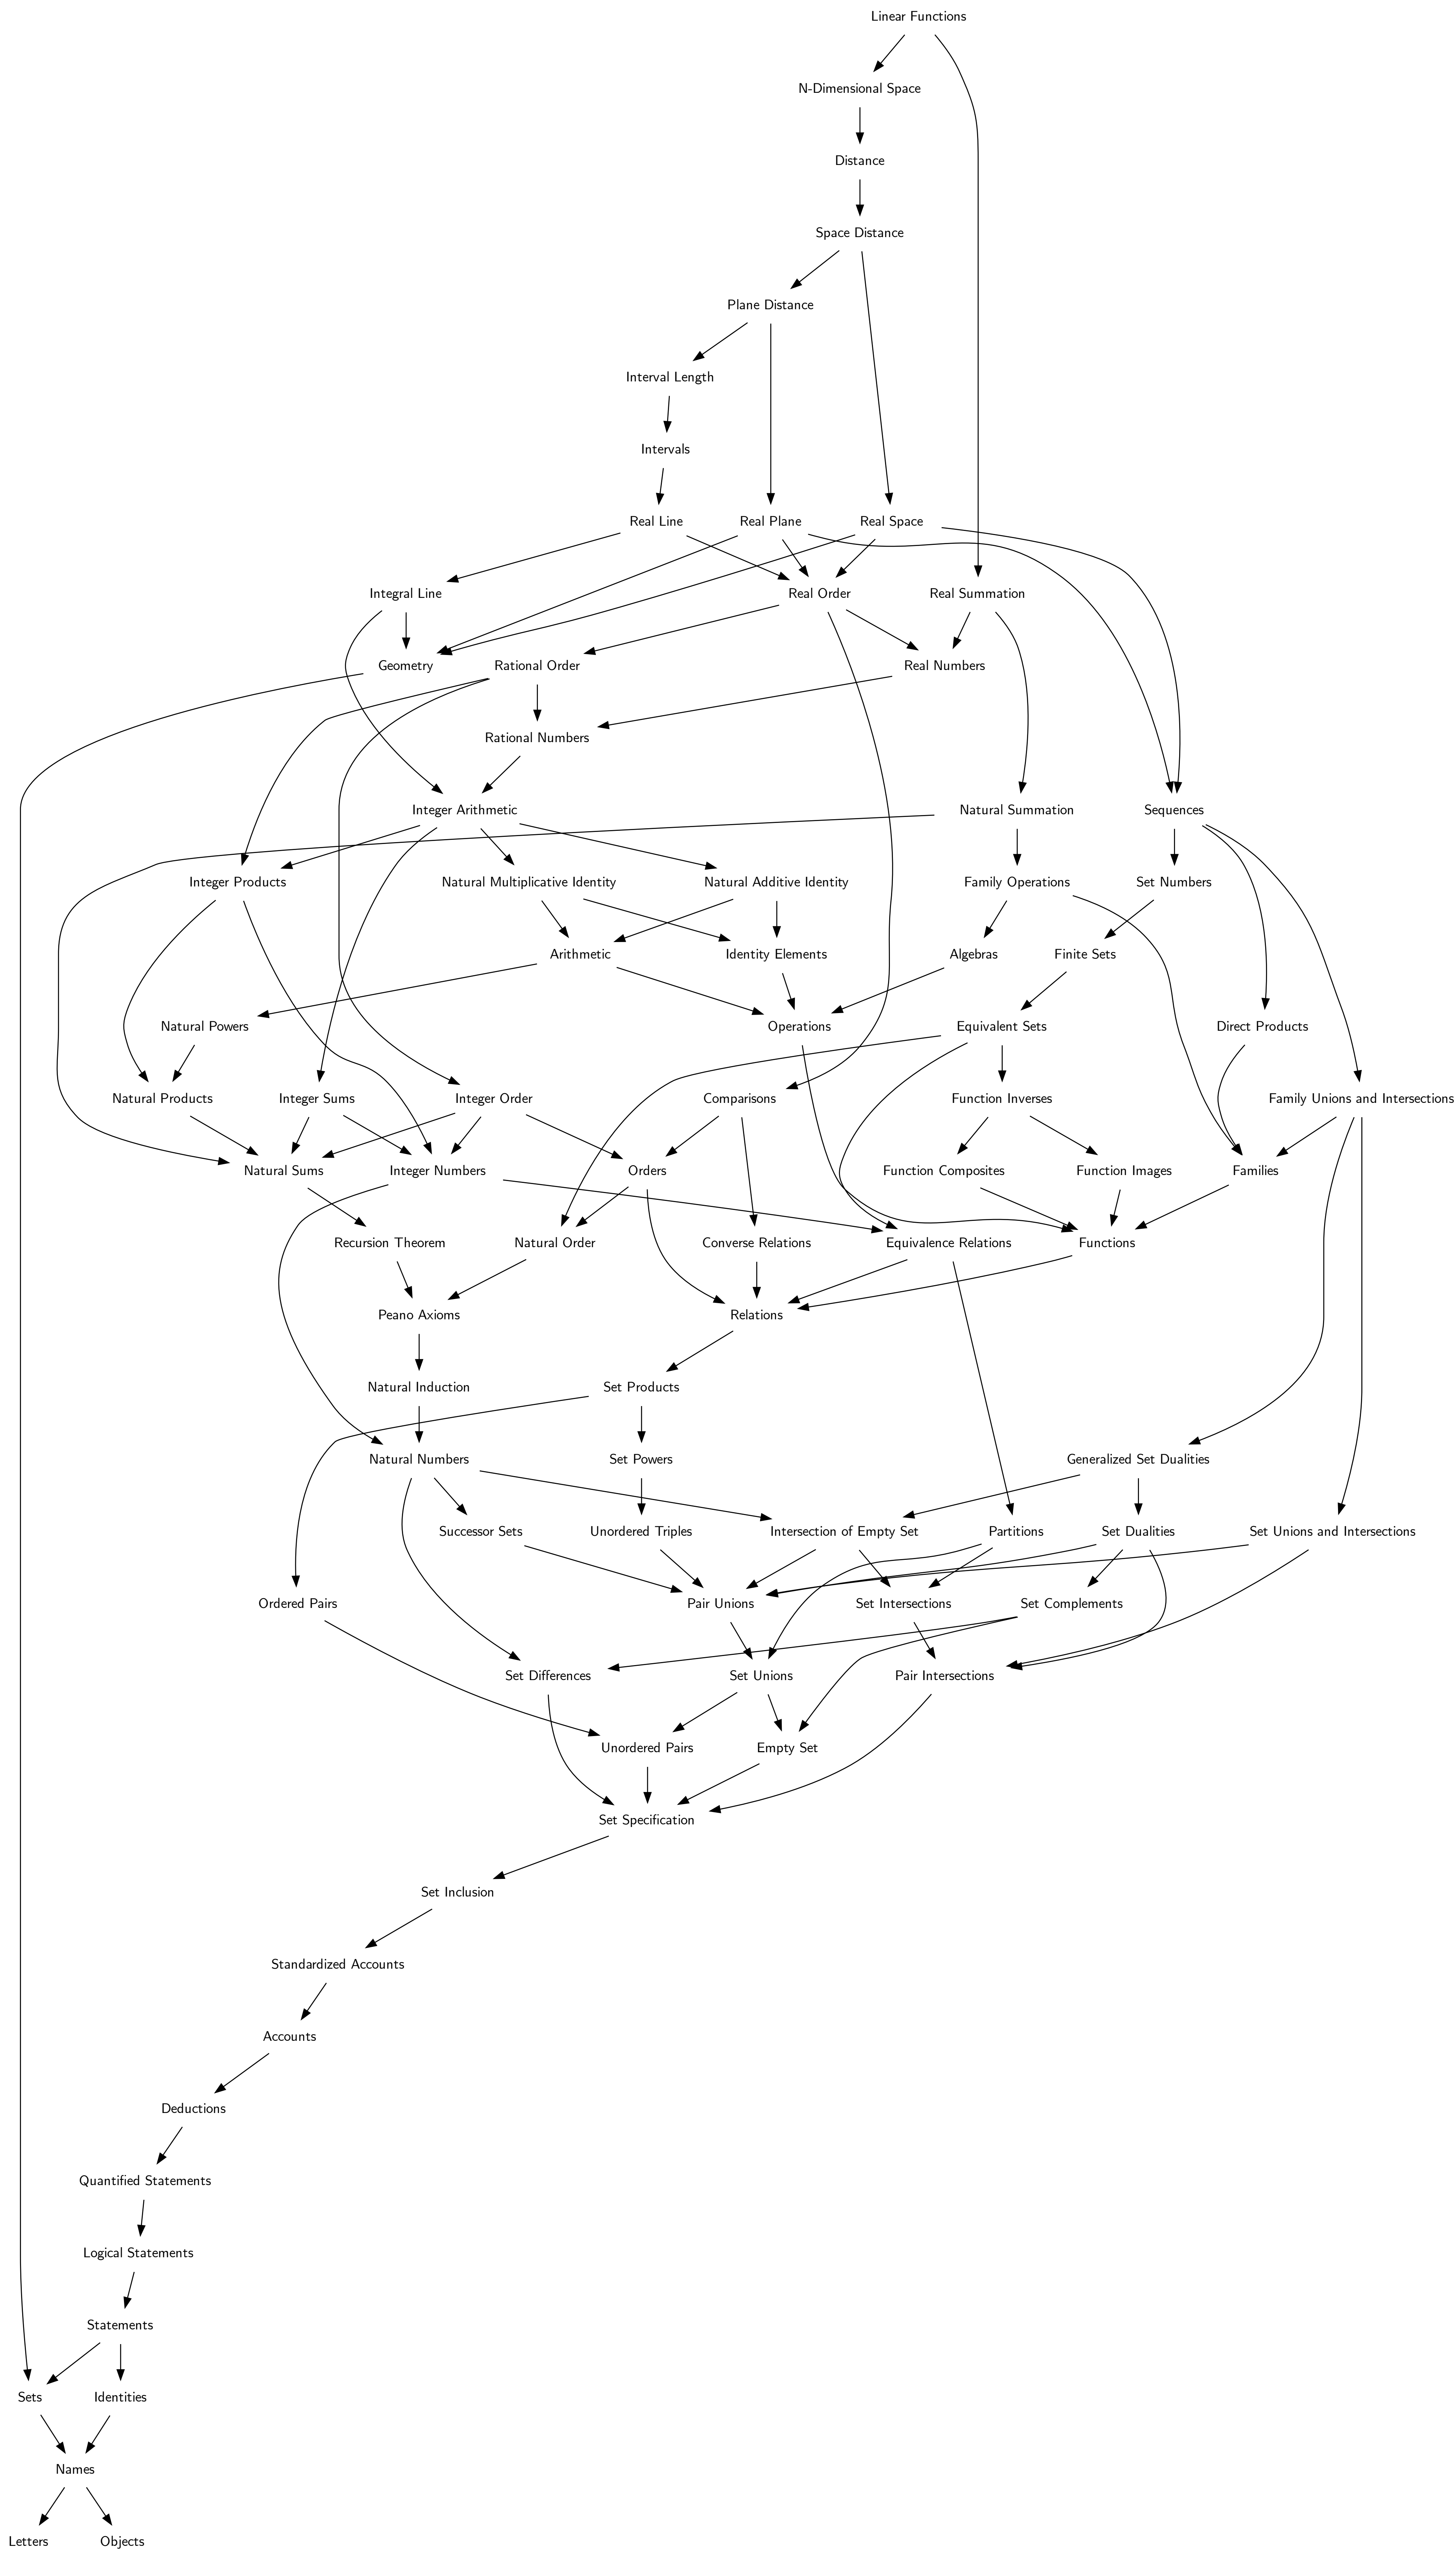 Linear Functions
N-Dimensional Space
Distance
Space Distance
Plane Distance
Interval Length
Intervals
Real Line
Real Plane
Real Space
Integral Line
Real Order
Real Summation
Geometry
Rational Order
Real Numbers
Rational Numbers
Integer Arithmetic
Natural Summation
Sequences
Integer Products
Natural Multiplicative Identity
Natural Additive Identity
Family Operations
Set Numbers
Arithmetic
Identity Elements
Algebras
Finite Sets
Natural Powers
Operations
Equivalent Sets
Direct Products
Natural Products
Integer Sums
Integer Order
Comparisons
Function Inverses
Family Unions and Intersections
Natural Sums
Integer Numbers
Orders
Function Composites
Function Images
Families
Recursion Theorem
Natural Order
Converse Relations
Equivalence Relations
Functions
Peano Axioms
Relations
Natural Induction
Set Products
Natural Numbers
Set Powers
Generalized Set Dualities
Successor Sets
Unordered Triples
Intersection of Empty Set
Partitions
Set Dualities
Set Unions and Intersections
Ordered Pairs
Pair Unions
Set Intersections
Set Complements
Set Differences
Set Unions
Pair Intersections
Unordered Pairs
Empty Set
Set Specification
Set Inclusion
Standardized Accounts
Accounts
Deductions
Quantified Statements
Logical Statements
Statements
Sets
Identities
Names
Letters
Objects